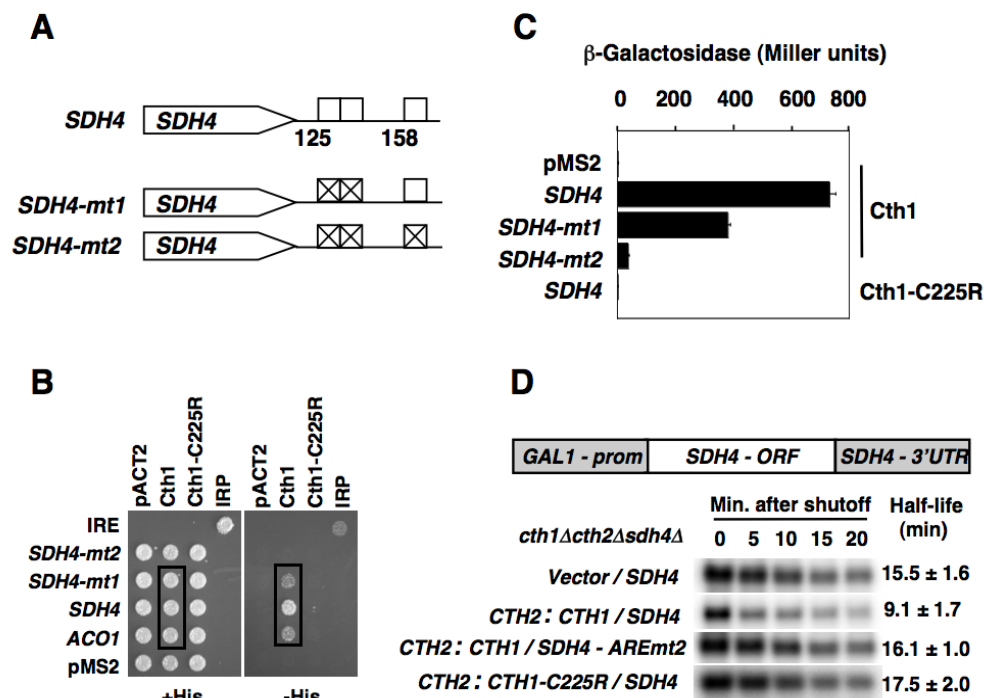 A
SDH4
SDH4
125
158
SDH4-mt1
SDH4
SDH4-mt2
SDH4
C
β-Galactosidase (Miller units)
0 200 400 600 800
pMS2
SDH4
SDH4-mt1
SDH4-mt2
SDH4
Cth1
Cth1-C225R
B
pACT2
Cth1
Cth1-C225R
IRP
pACT2
Cth1
Cth1-C225R
IRP
IRE
SDH4-mt2
SDH4-mt1
SDH4
ACO1
pMS2
+His
-His
D
GAL1 - prom
SDH4 - ORF
SDH4 - 3'UTR
Min. after shutoff
Half-life
(min)
cth1Δcth2Δsdh4Δ
0 5 10 15 20
Vector / SDH4
15.5 ± 1.6
CTH2: CTH1 / SDH4
9.1 ± 1.7
CTH2: CTH1 / SDH4 - AREmt2
16.1 ± 1.0
CTH2: CTH1-C225R / SDH4
17.5 ± 2.0